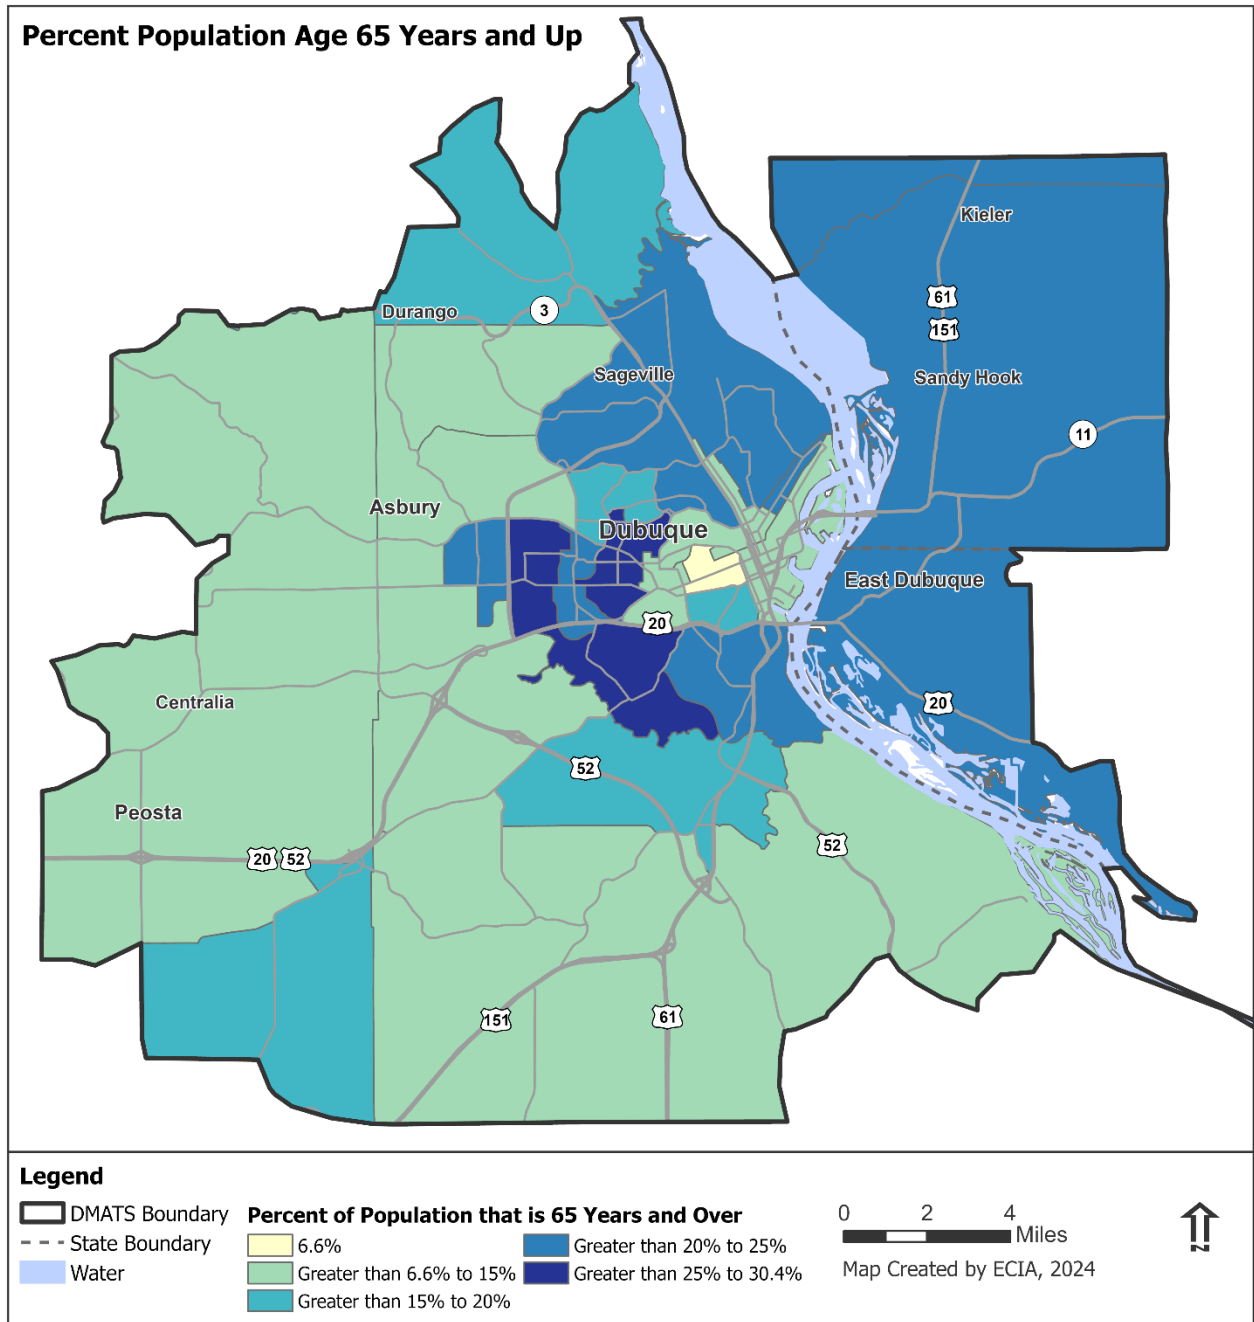 Percent Population Age 65 Years and Up
Kieler
61
151
Durango
3
Sageville
Sandy Hook
11
Asbury
Dubuque
East Dubuque
20
Centralia
20
52
Peosta
52
20 52
151
61
Legend
DMATS Boundary
State Boundary
Water
Percent of Population that is 65 Years and Over
6.6%
Greater than 6.6% to 15%
Greater than 15% to 20%
Greater than 20% to 25%
Greater than 25% to 30.4%
0 2 4
Miles
Map Created by ECIA, 2024
N